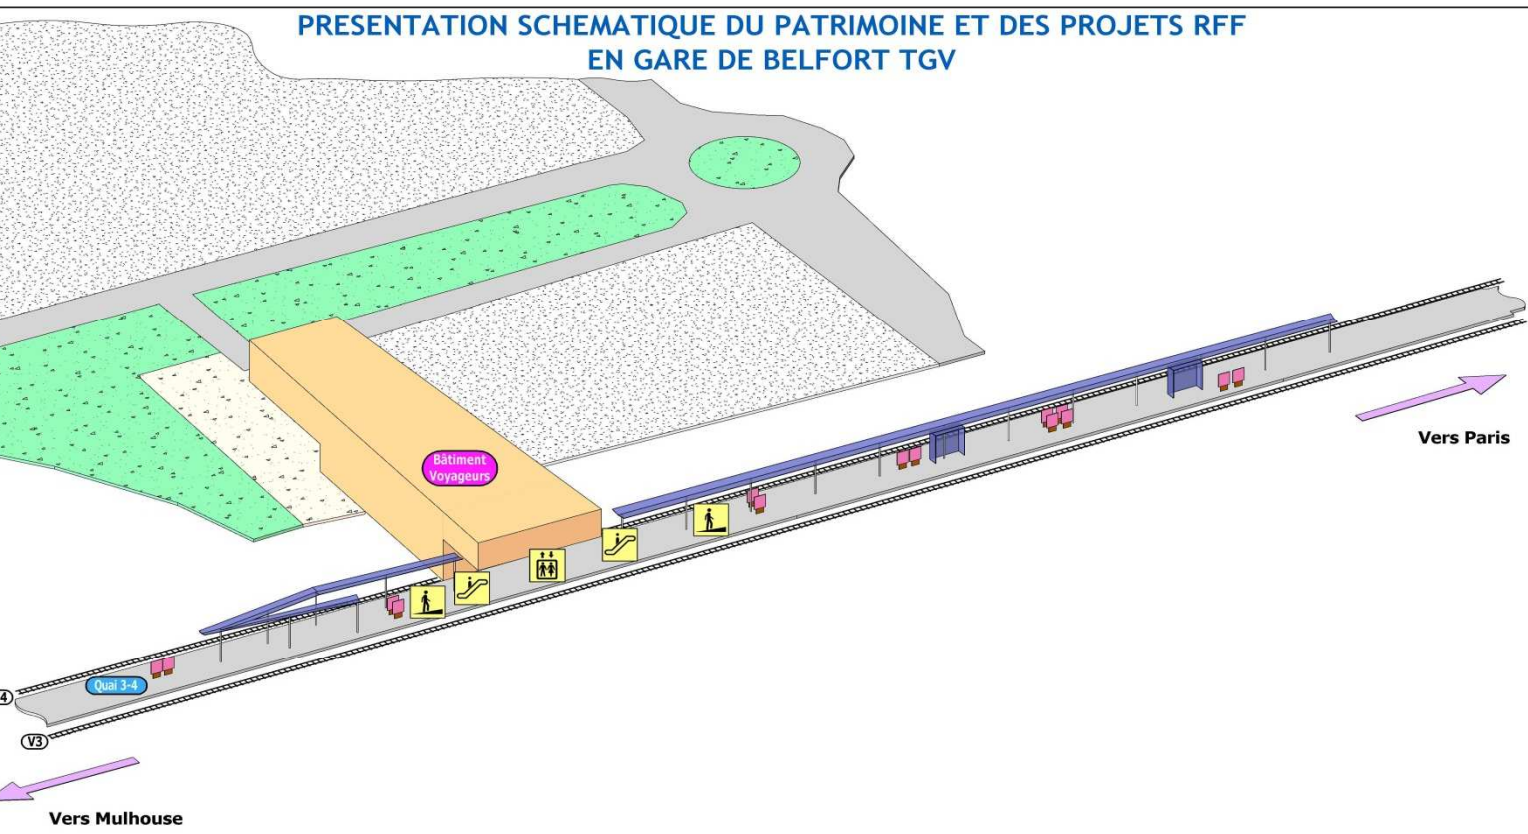 PRESENTATION SCHEMATIQUE DU PATRIMOINE ET DES PROJETS RFF
EN GARE DE BELFORT TGV
Bâtiment
Voyageurs
Vers Paris
Quai 3-4
4
V3
Vers Mulhouse